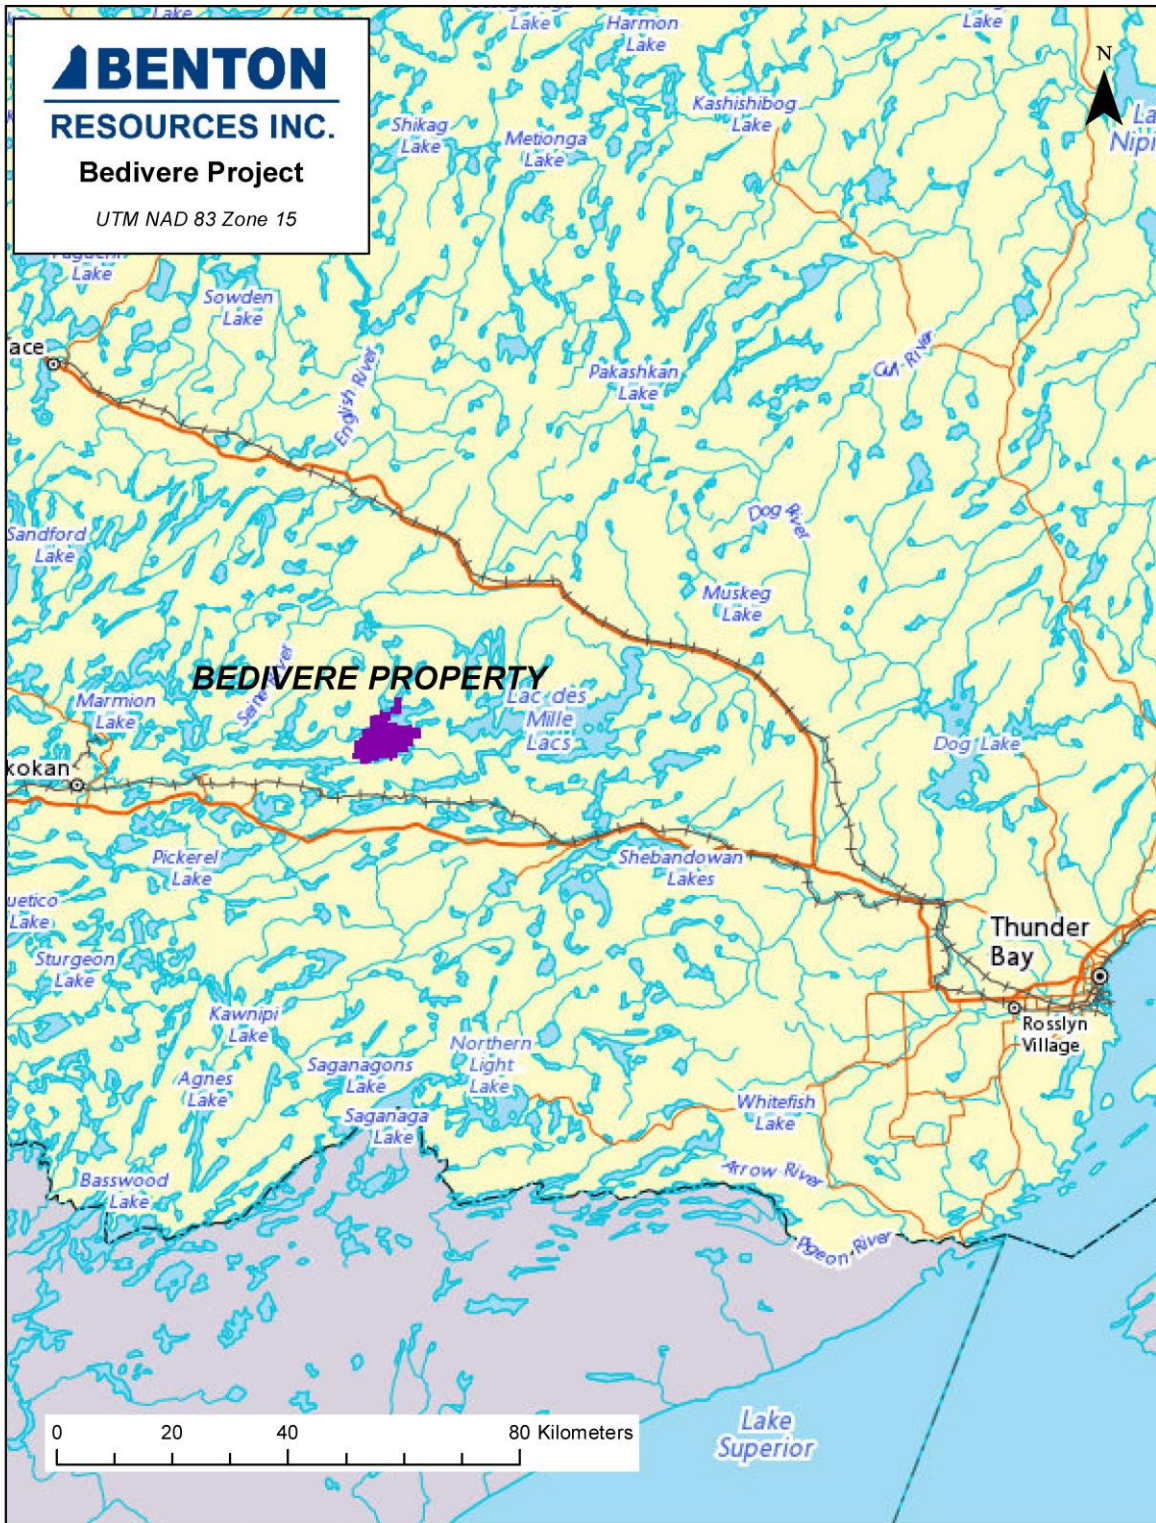 BENTON
RESOURCES INC.
Bedivere Project
UTM NAD 83 Zone 15
Lake
Lake
Harmon
Lake
Lake
N
Kashishibog
Lake
La
Nipi
Shikag
Lake
Metionga
Lake
Lake
Sowden
Lake
ace
English River
Pakashkan
Lake
Gull River
Sandford
Lake
Dog River
Muskeg
Lake
BEDIVERE PROPERTY
Marmion
Lake
Lac des
Mille
Lacs
Dog Lake
kokan
Pickerel
Lake
Shebandowan
Lakes
uetico
Lake
Thunder
Bay
Sturgeon
Lake
Kawnipi
Lake
Rosslyn
Village
Northern
Light
Lake
Saganagons
Lake
Agnes
Lake
Whitefish
Lake
Saganaga
Lake
Arrow River
Basswood
Lake
Pigeon River
0 20 40 80 Kilometers
Lake
Superior